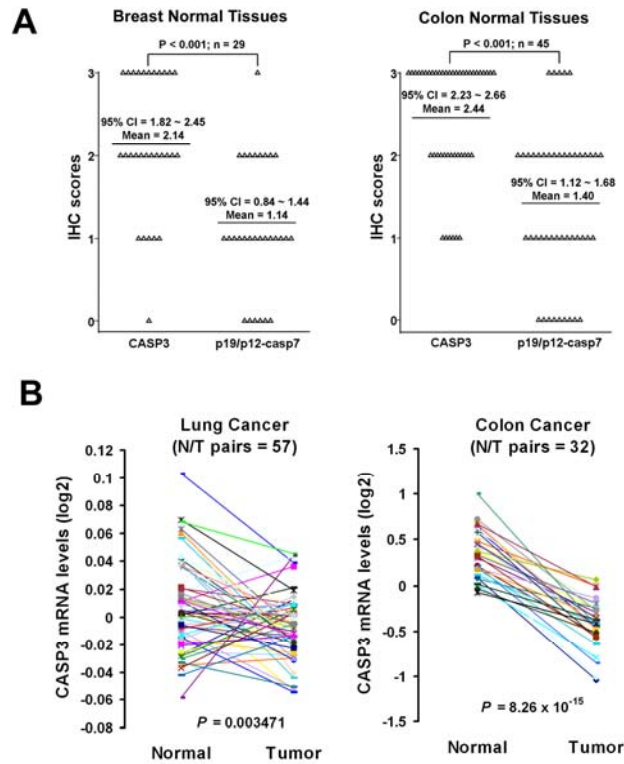 A
Breast Normal Tissues
Colon Normal Tissues
P < 0.001; n = 29
P < 0.001; n = 45
IHC scores
3
2
1
0
95% CI = 1.82 ~ 2.45
Mean = 2.14
95% CI = 0.84 ~ 1.44
Mean = 1.14
CASP3
p19/p12-casp7
IHC scores
3
2
1
0
95% CI = 2.23 ~ 2.66
Mean = 2.44
95% CI = 1.12 ~ 1.68
Mean = 1.40
CASP3
p19/p12-casp7
B
Lung Cancer
(N/T pairs = 57)
CASP3 mRNA levels (log2)
0.12
0.1
0.08
0.06
0.04
0.02
0
-0.02
-0.04
-0.06
-0.08
P = 0.003471
Normal
Tumor
Colon Cancer
(N/T pairs = 32)
CASP3 mRNA levels (log2)
1.5
1
0.5
0
-0.5
-1
-1.5
P = 8.26 x 10-15
Normal
Tumor